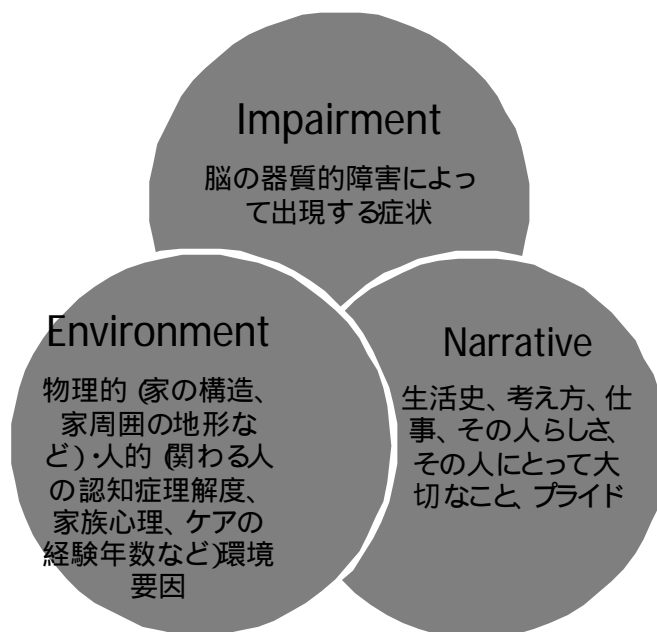 Impairment
脳の器質的障害によっ
て出現する症状
Environment
物理的（家の構造、
家周囲の地形な
ど）・人的（関わる人
の認知症理解度、
家族心理、ケアの
経験年数など）環境
要因
Narrative
生活史、考え方、仕
事、その人らしさ、
その人にとって大
切なこと、プライド